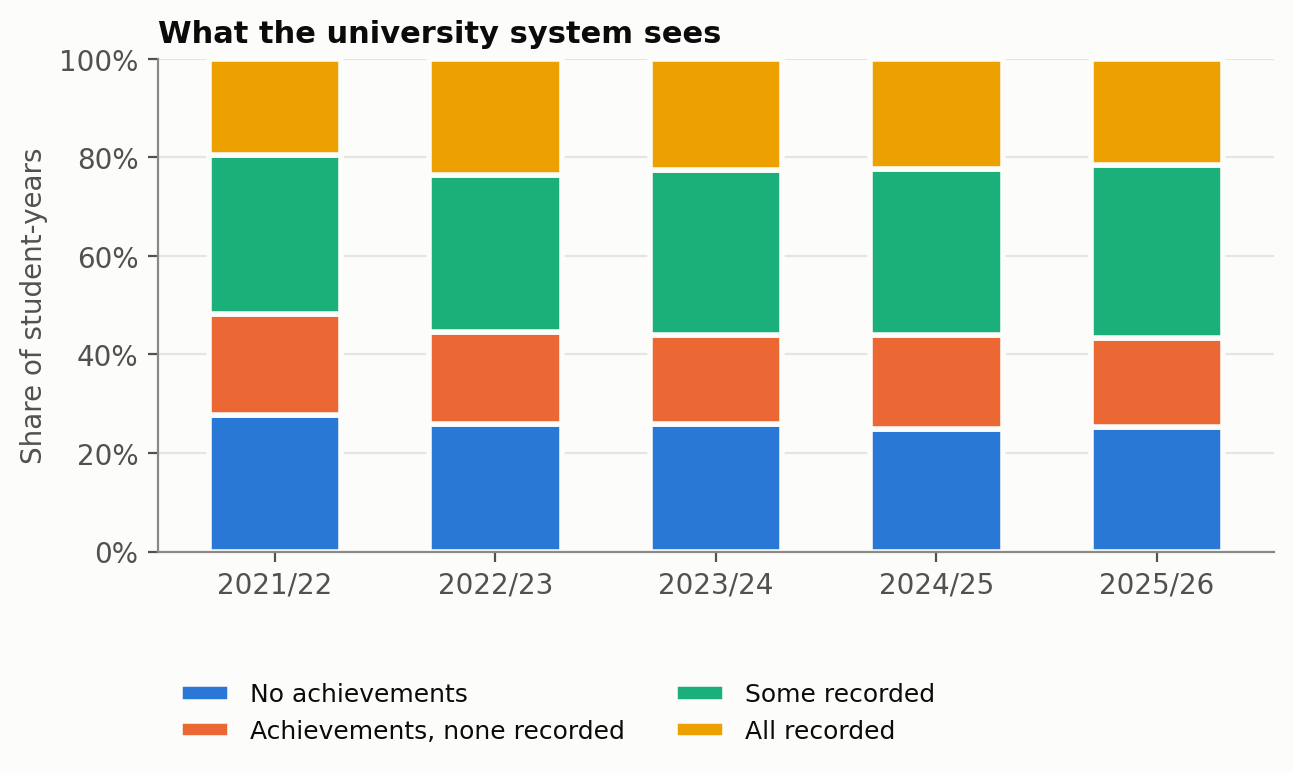 What the university system sees
Share of student-years
100%
80%
60%
40%
20%
0%
2021/22 2022/23 2023/24 2024/25 2025/26
No achievements
Achievements, none recorded
Some recorded
All recorded